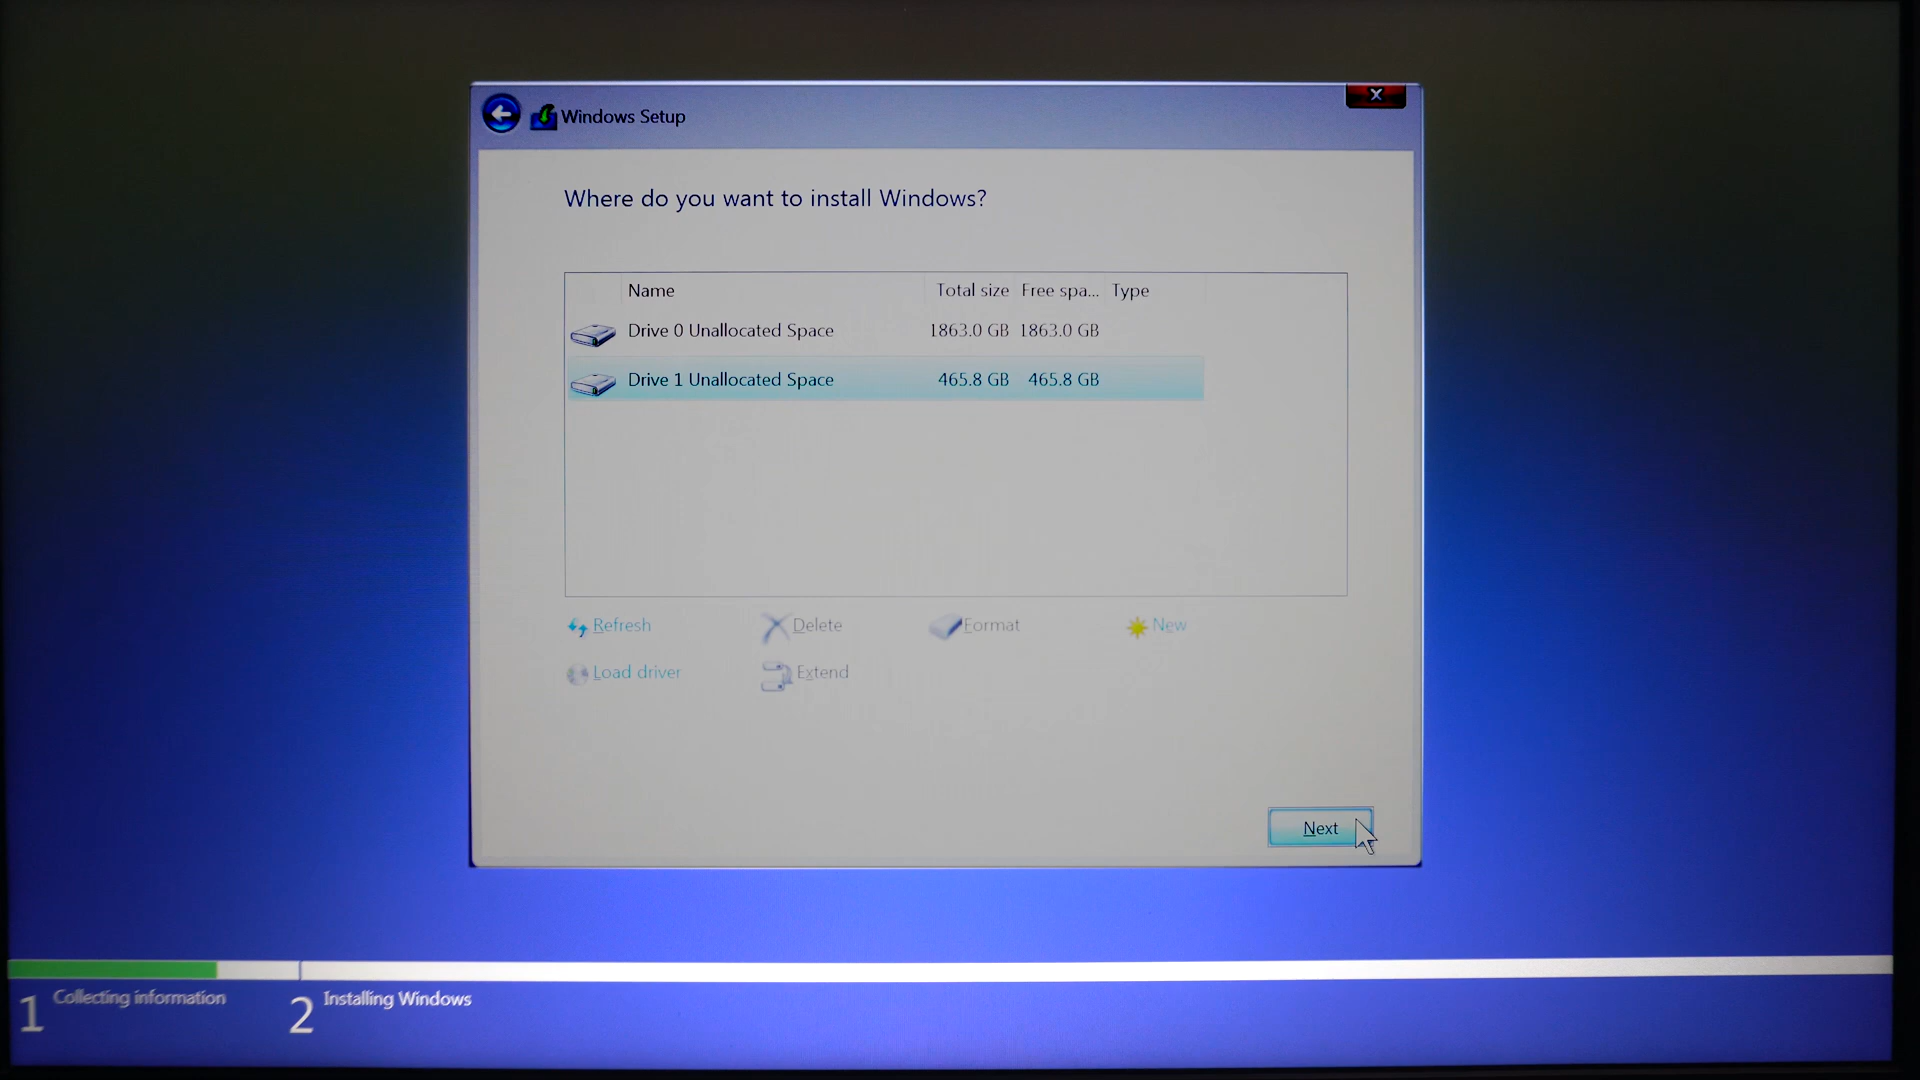 Windows Setup
x
Where do you want to install Windows?
Name Total size Free spa... Type
Drive 0 Unallocated Space 1863.0 GB 1863.0 GB
Drive 1 Unallocated Space 465.8 GB 465.8 GB
Refresh Delete Format New
Load driver Extend
Next
1 Collecting information 2 Installing Windows